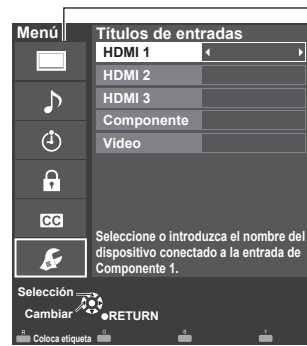 Menú
Títulos de entradas
HDMI 1
HDMI 2
HDMI 3
Componente
Video
CC
Seleccione o introduzca el nombre del
dispositivo conectado a la entrada de
Componente 1.
Selección
Cambiar
RETURN
R G B Y
Coloca etiqueta